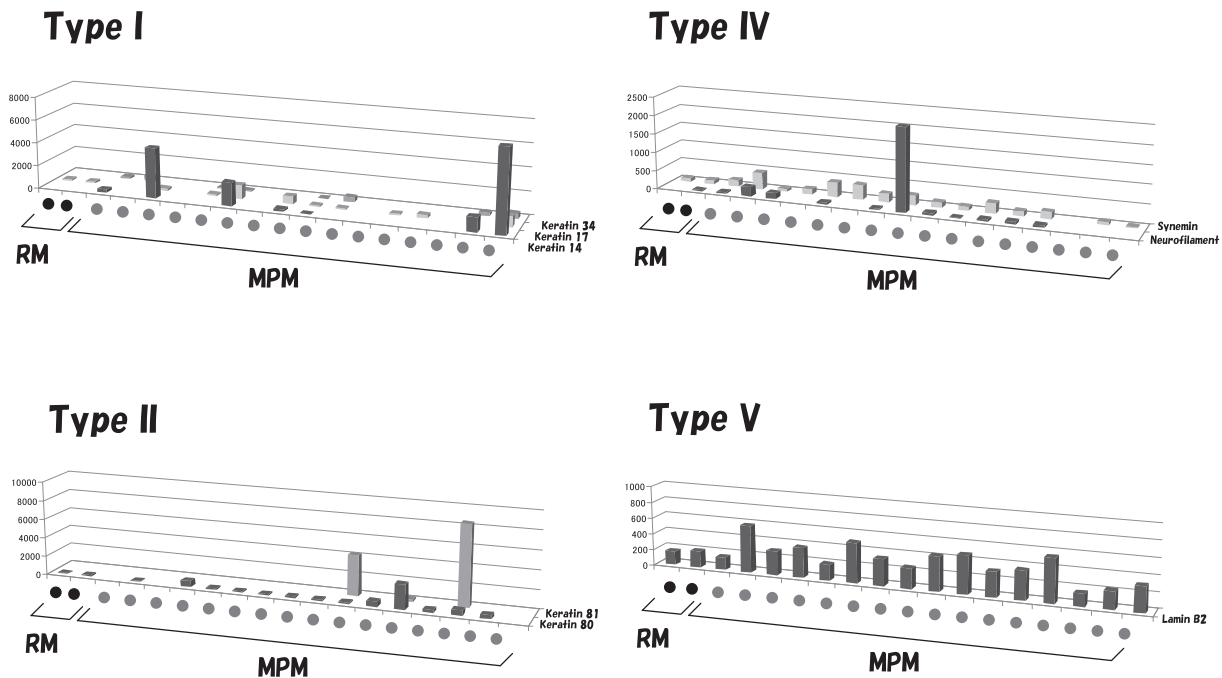 Type I
8000
6000
4000
2000
0
Keratin 34
Keratin 17
Keratin 14
RM
MPM
Type IV
2500
2000
1500
1000
500
0
Synemin
Neurofilament
RM
MPM
Type II
10000
8000
6000
4000
2000
0
Keratin 81
Keratin 80
RM
MPM
Type V
1000
800
600
400
200
0
Lamin B2
RM
MPM